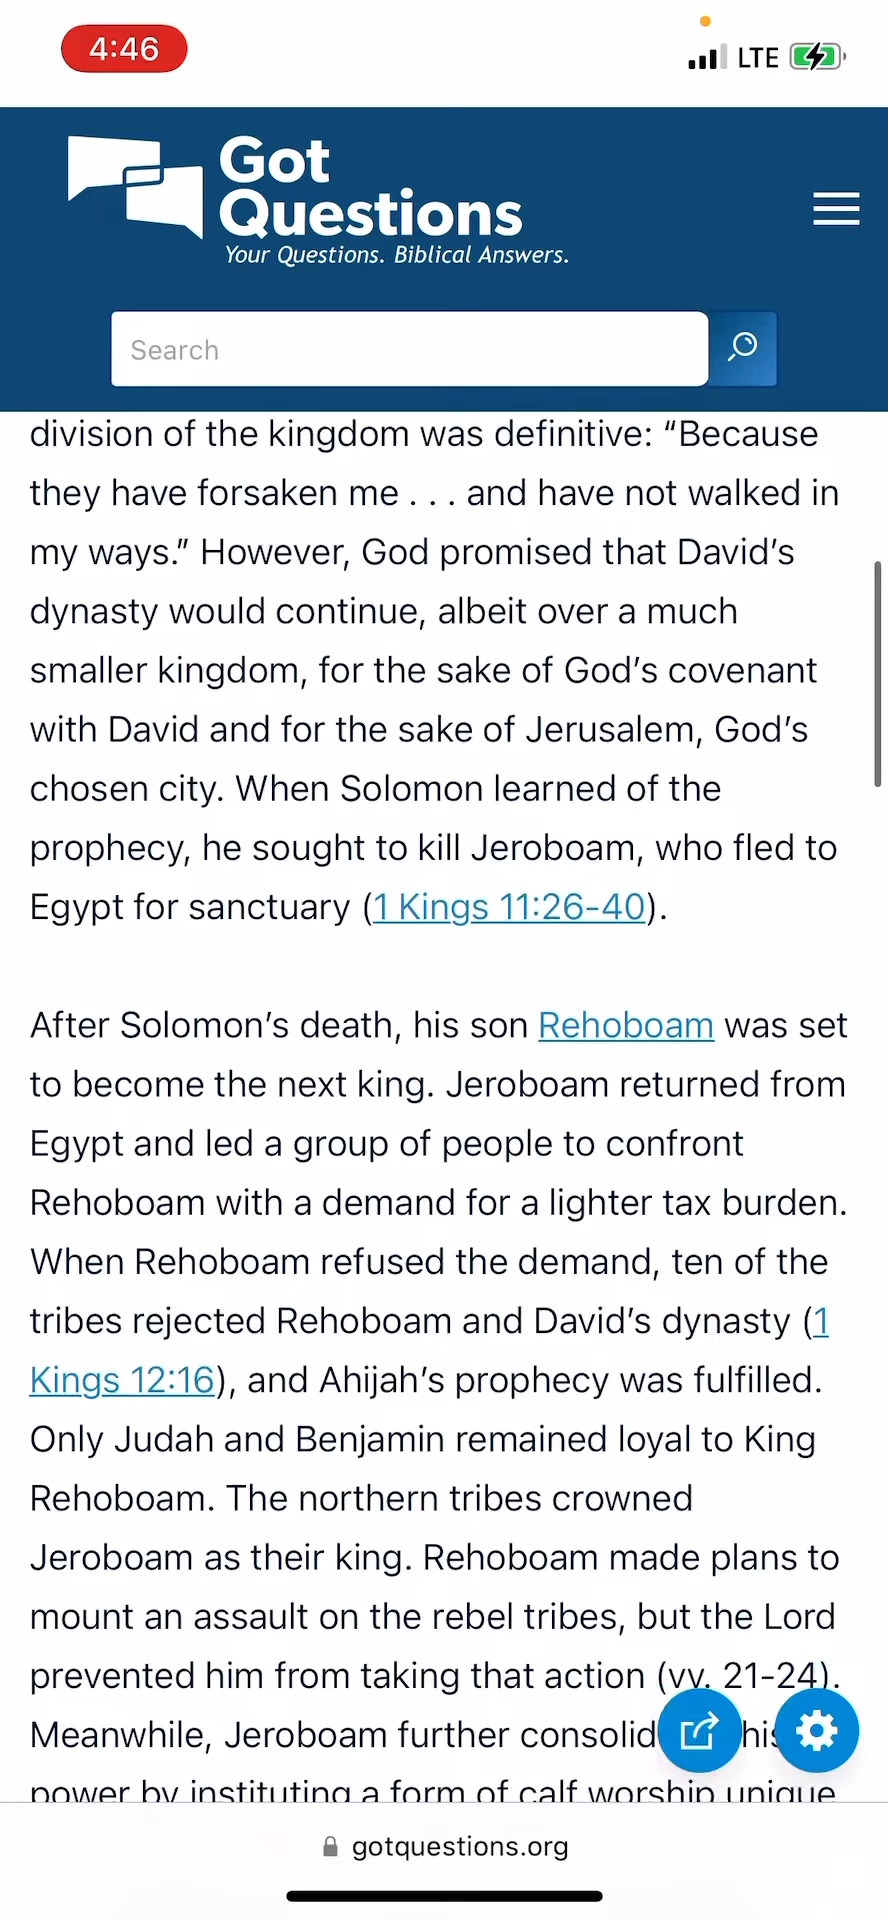 4:46
LTE
Got
Questions
Your Questions. Biblical Answers.
Search
division of the kingdom was definitive: “Because
they have forsaken me . . . and have not walked in
my ways.” However, God promised that David’s
dynasty would continue, albeit over a much
smaller kingdom, for the sake of God’s covenant
with David and for the sake of Jerusalem, God’s
chosen city. When Solomon learned of the
prophecy, he sought to kill Jeroboam, who fled to
Egypt for sanctuary (1 Kings 11:26-40).
After Solomon’s death, his son Rehoboam was set
to become the next king. Jeroboam returned from
Egypt and led a group of people to confront
Rehoboam with a demand for a lighter tax burden.
When Rehoboam refused the demand, ten of the
tribes rejected Rehoboam and David’s dynasty (1
Kings 12:16), and Ahijah’s prophecy was fulfilled.
Only Judah and Benjamin remained loyal to King
Rehoboam. The northern tribes crowned
Jeroboam as their king. Rehoboam made plans to
mount an assault on the rebel tribes, but the Lord
prevented him from taking that action (vv. 21-24).
Meanwhile, Jeroboam further consolid his
power by instituting a form of calf worship unique
gotquestions.org